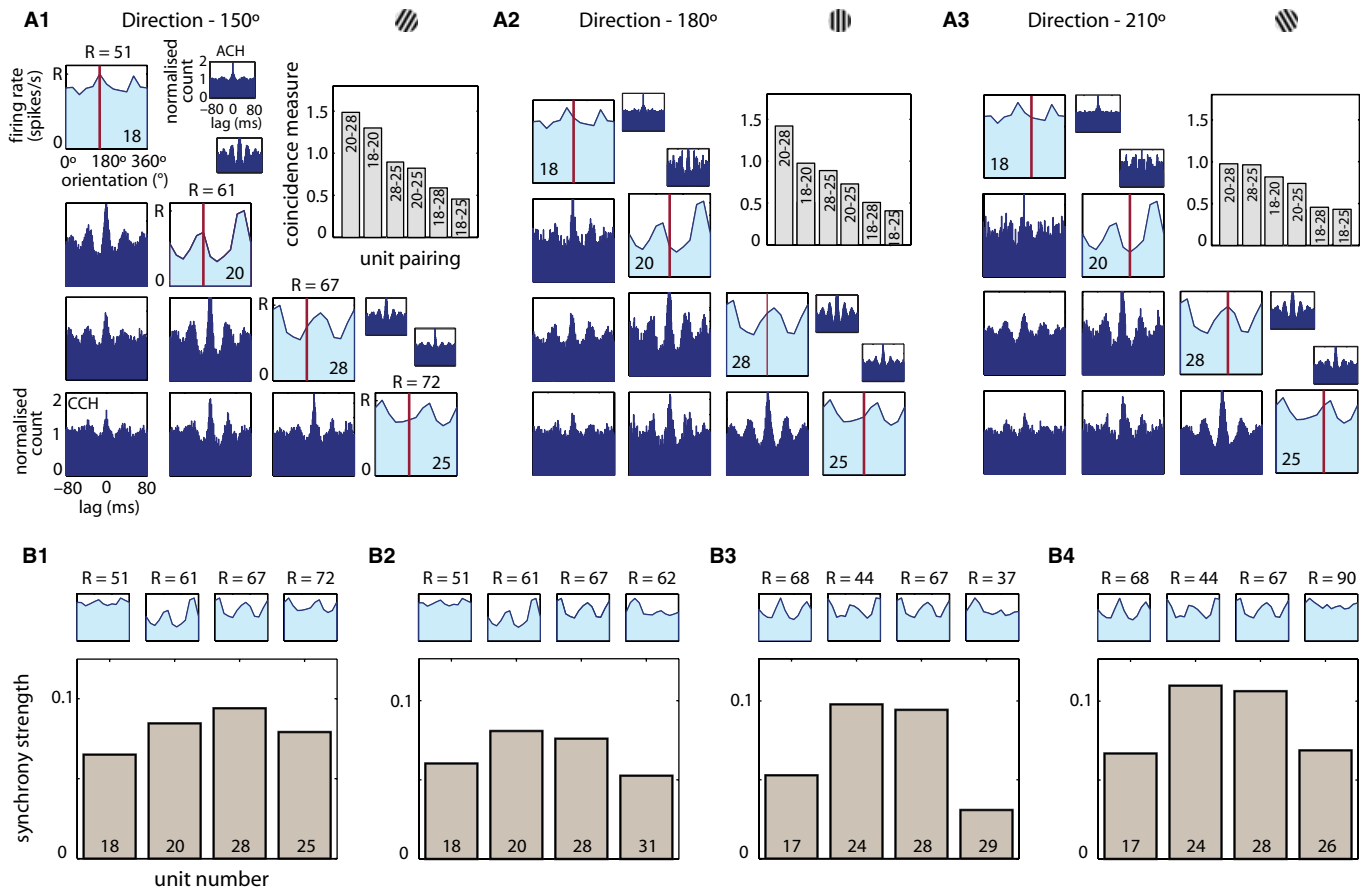 A1 Direction - 150º
A2 Direction - 180º
A3 Direction - 210º
R = 51
firing rate
(spikes/s)
R
0
18
0º 180º 360º
orientation (°)
normalised
count
ACH
2
1
0
−80 0 80
lag (ms)
coincidence measure
1.5
1.0
0.5
0
20-28
18-20
28-25
20-25
18-28
18-25
unit pairing
R = 61
R
0
20
R = 67
R
0
28
R = 72
R
0
25
normalised
count
CCH
2
1
0
−80 0 80
lag (ms)
18
20
28
25
1.5
1.0
0.5
0
20-28
18-20
28-25
20-25
18-28
18-25
18
20
28
25
1.5
1.0
0.5
0
20-28
28-25
18-20
20-25
18-28
18-25
B1
R = 51 R = 61 R = 67 R = 72
synchrony strength
0.1
0
18 20 28 25
unit number
B2
R = 51 R = 61 R = 67 R = 62
0.1
0
18 20 28 31
B3
R = 68 R = 44 R = 67 R = 37
0.1
0
17 24 28 29
B4
R = 68 R = 44 R = 67 R = 90
0.1
0
17 24 28 26